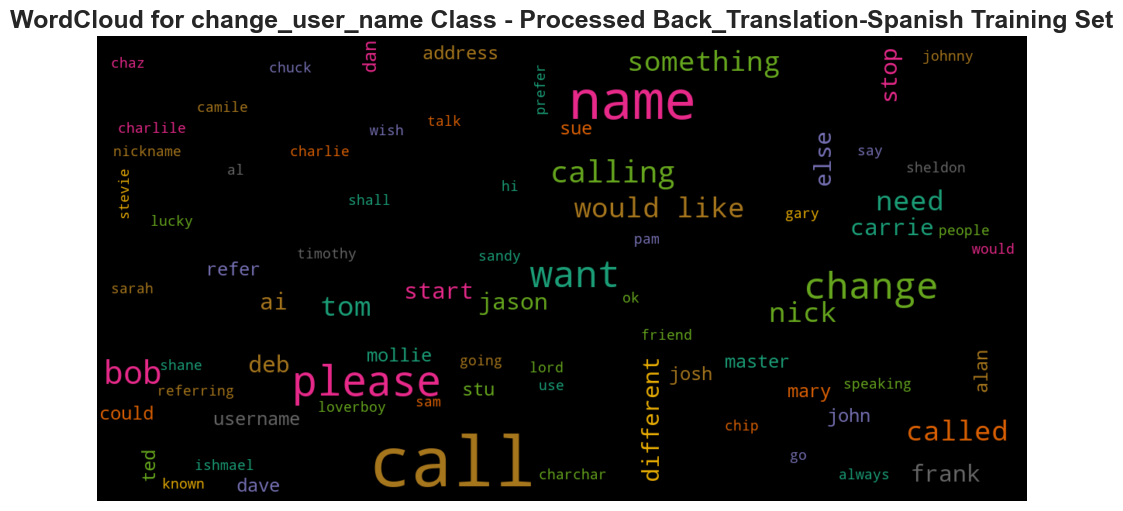 WordCloud for change_user_name Class - Processed Back_Translation-Spanish Training Set
chaz
chuck
dan
address
something
stop
johnny
prefer
name
camile
charlile
wish
talk
sue
nickname
charlie
else
say
al
calling
sheldon
stevie
hi
shall
would like
need
lucky
gary
carrie
people
pam
would
timothy
sandy
refer
want
change
sarah
ai
tom
start
jason
ok
nick
friend
mollie
bob
shane
deb
going
lord
master
josh
alan
please
referring
stu
use
different
mary
speaking
could
username
loverboy
sam
john
chip
called
call
ted
ishmael
go
known
dave
charchar
always
frank